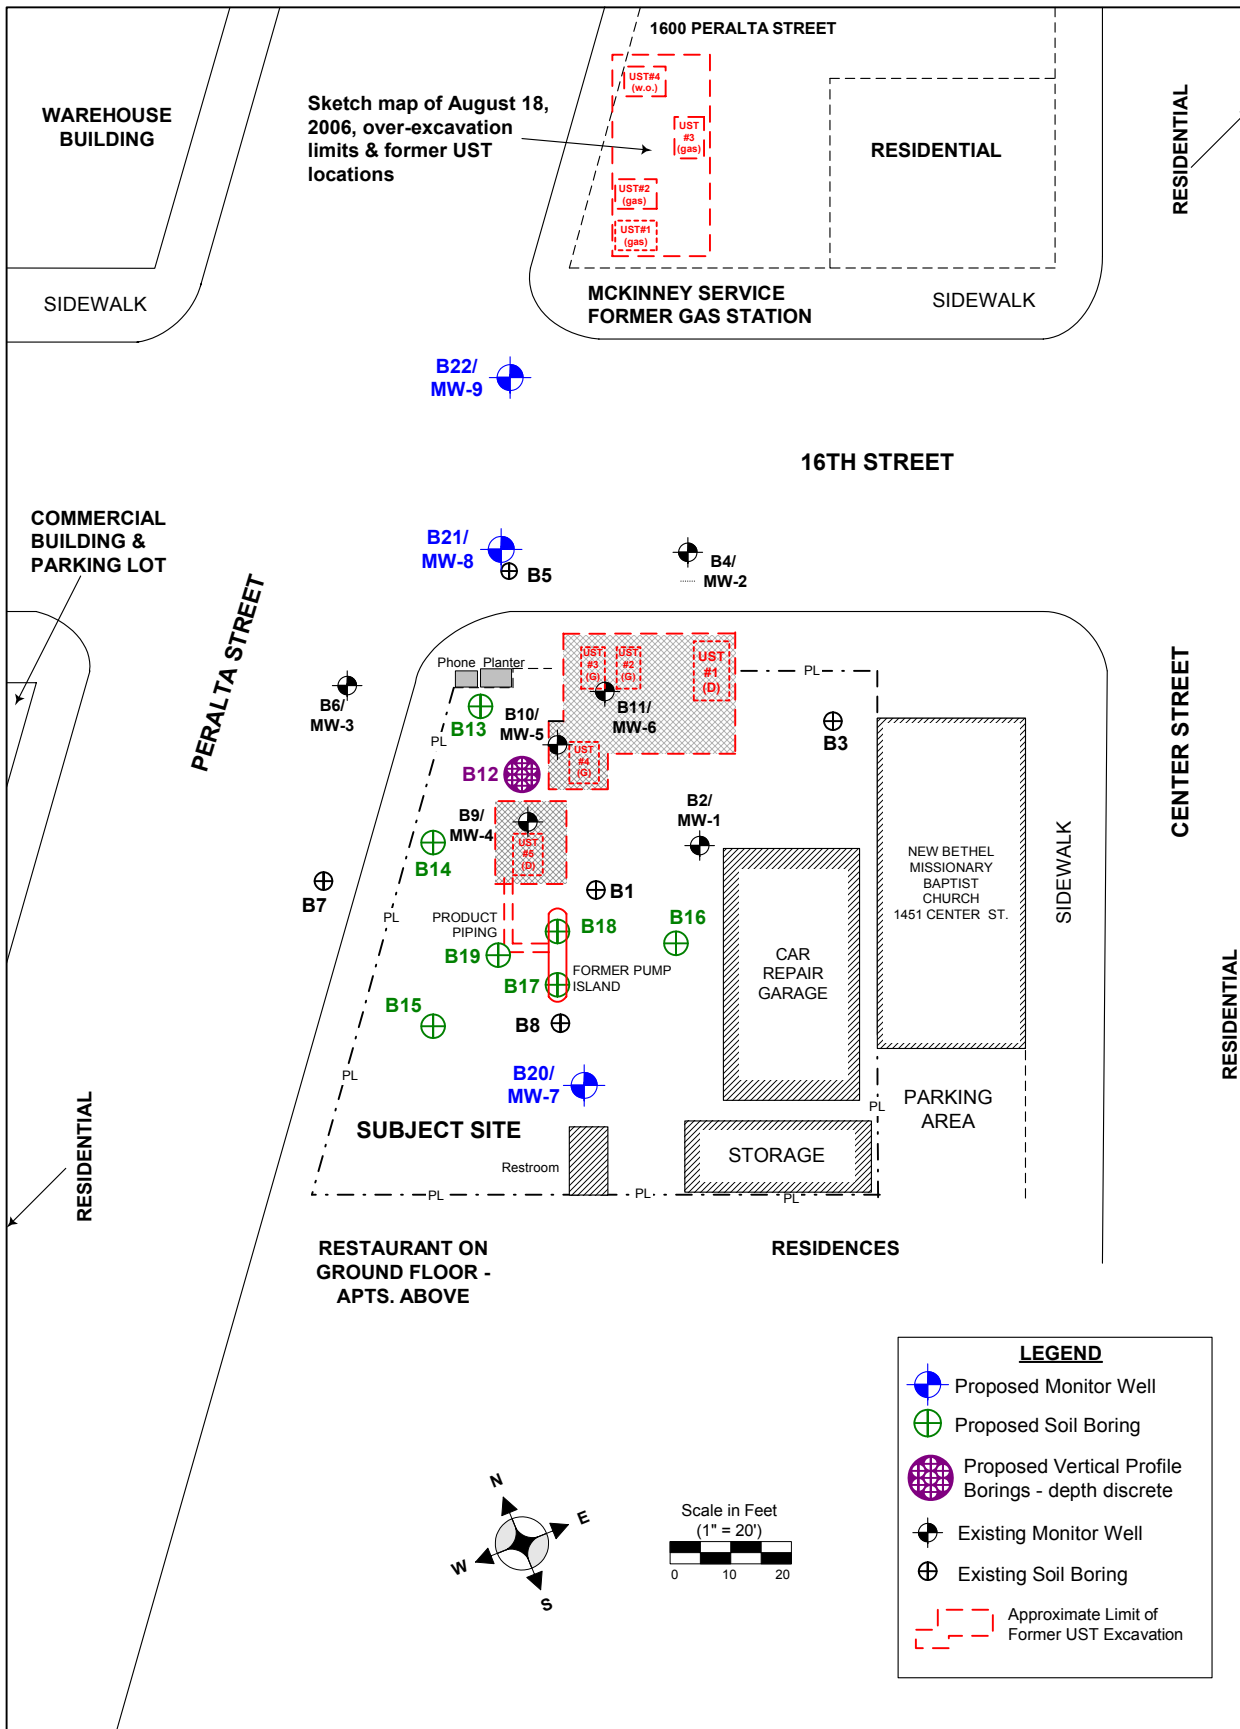 1600 PERALTA STREET
WAREHOUSE
BUILDING
Sketch map of August 18,
2006, over-excavation
limits & former UST
locations
UST#4
(w.o.)
UST
#3
(gas)
UST#2
(gas)
UST#1
(gas)
RESIDENTIAL
RESIDENTIAL
SIDEWALK
MCKINNEY SERVICE
FORMER GAS STATION
SIDEWALK
B22/
MW-9
16TH STREET
COMMERCIAL
BUILDING &
PARKING LOT
B21/
MW-8
B5
B4/
MW-2
PERALTA STREET
Phone
Planter
UST
#3
(G)
UST
#2
(G)
UST
#1
(D)
PL
B6/
MW-3
B13
B10/
MW-5
B11/
MW-6
B3
PL
UST
#4
(G)
B12
CENTER STREET
B9/
MW-4
B2/
MW-1
UST
#5
(D)
B14
B7
B1
NEW BETHEL
MISSIONARY
BAPTIST
CHURCH
1451 CENTER ST.
SIDEWALK
PL
PRODUCT
PIPING
B18
B16
B19
FORMER PUMP
ISLAND
B17
CAR
REPAIR
GARAGE
B15
B8
RESIDENTIAL
PL
B20/
MW-7
PL
PARKING
AREA
SUBJECT SITE
RESIDENTIAL
STORAGE
Restroom
PL
PL
PL
RESTAURANT ON
GROUND FLOOR -
APTS. ABOVE
RESIDENCES
LEGEND
Proposed Monitor Well
Proposed Soil Boring
Proposed Vertical Profile
Borings - depth discrete
Existing Monitor Well
Existing Soil Boring
Approximate Limit of
Former UST Excavation
N
E
W
S
Scale in Feet
(1" = 20')
0 10 20